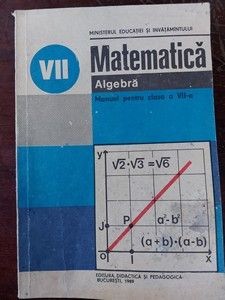 MINISTERUL EDUCAȚIEI ȘI ÎNVĂȚĂMÎNTULUI
VII
Matematică
Algebră
Manual pentru clasa a VII-a
y
√2·√3=√6
J
P
a²-b²
(a+b)·(a-b)
O
I
x
EDITURA DIDACTICĂ ȘI PEDAGOGICĂ
BUCUREȘTI, 1989